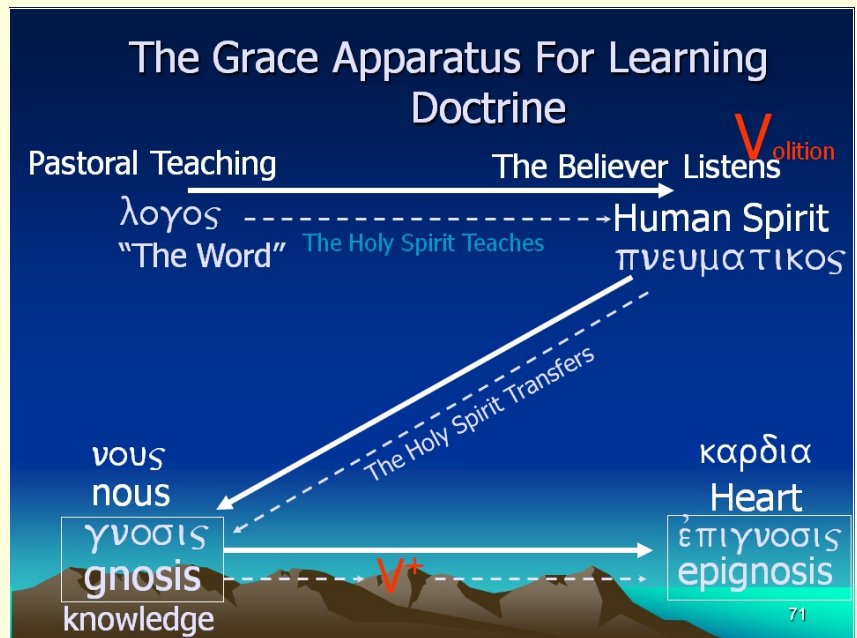 The Grace Apparatus For Learning
Doctrine
Volition
Pastoral Teaching
The Believer Listens
λογος
Human Spirit
"The Word"
The Holy Spirit Teaches
πνευματικος
The Holy Spirit Transfers
νους
nous
γνοσις
gnosis
knowledge
V+
καρδια
Heart
ἐπιγνοσις
epignosis
71